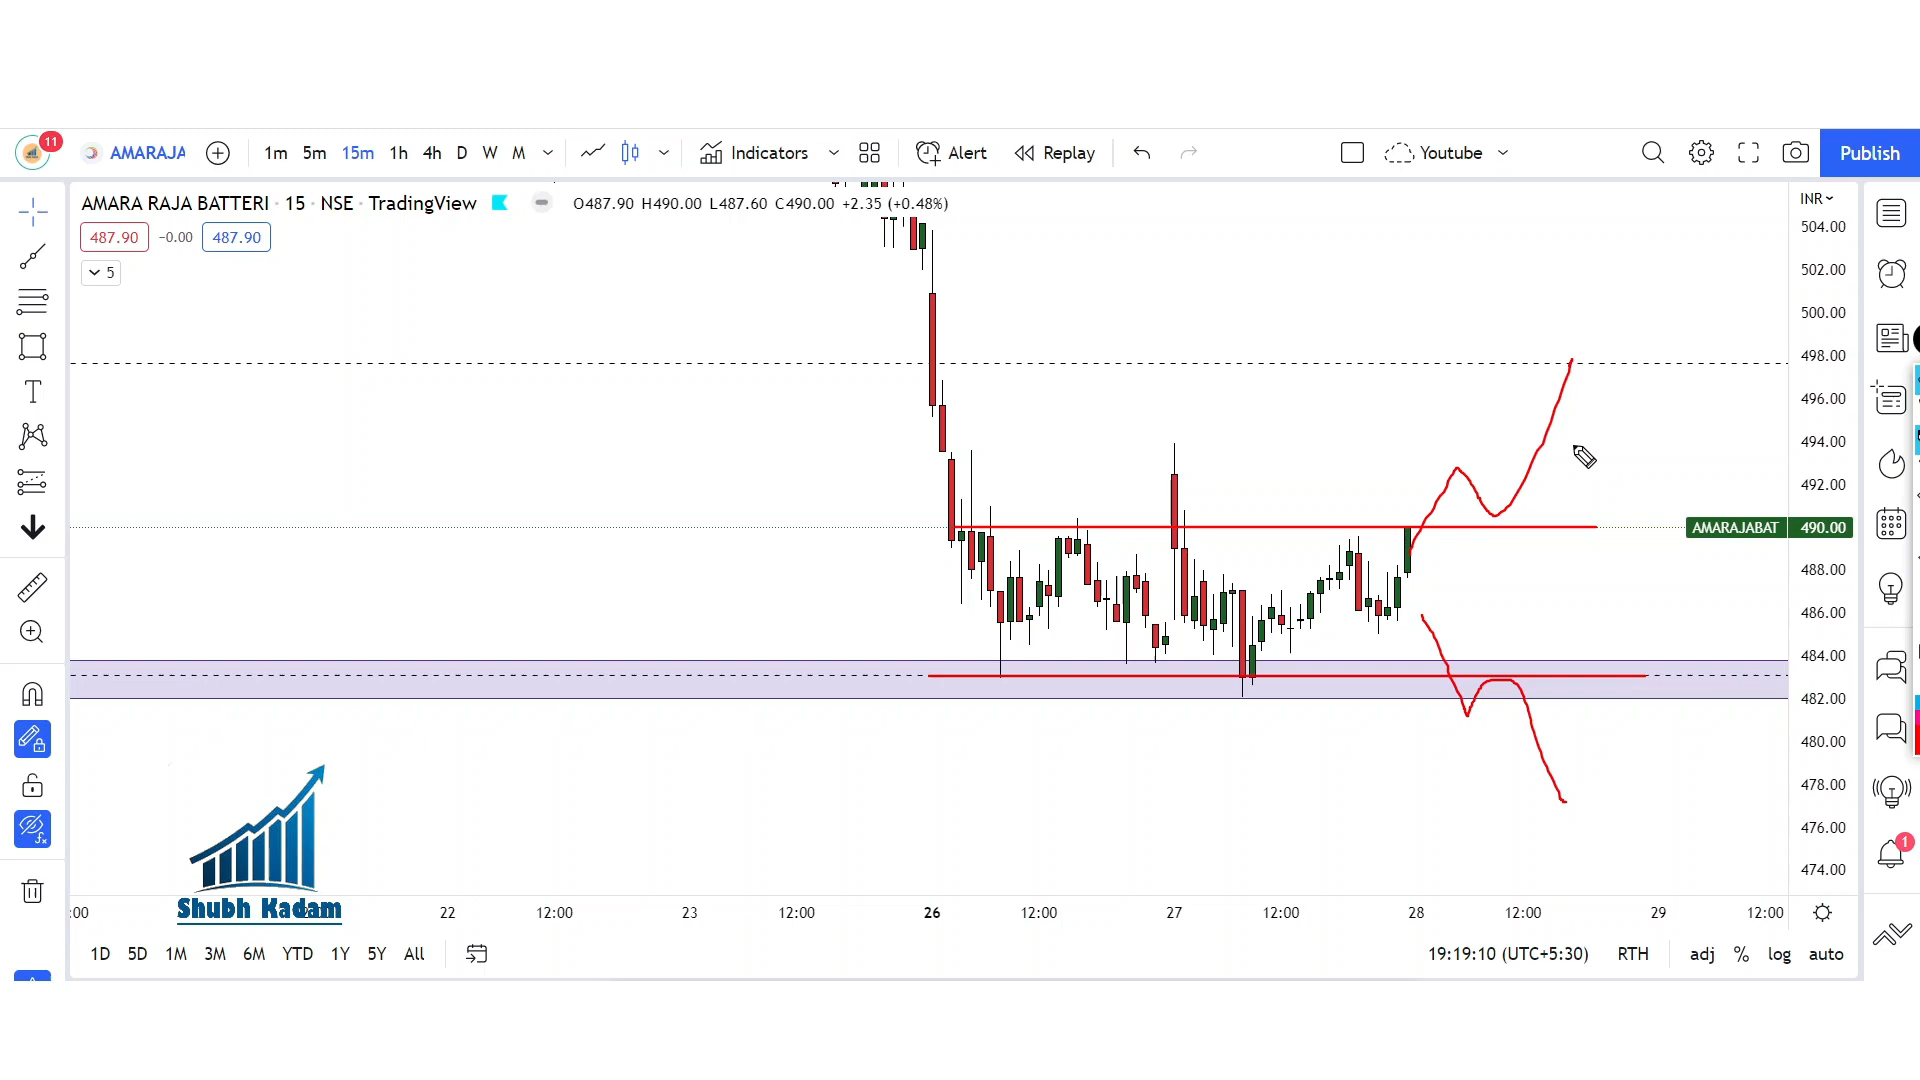 11
AMARAJA 1m 5m 15m 1h 4h D W M Indicators Alert Replay Youtube Publish
AMARA RAJA BATTERI · 15 · NSE · TradingView O487.90 H490.00 L487.60 C490.00 +2.35 (+0.48%)
INR
487.90 −0.00 487.90
5
504.00
502.00
500.00
498.00
496.00
494.00
492.00
AMARAJABAT 490.00
488.00
486.00
484.00
482.00
480.00
478.00
476.00
474.00
1
Shubh Kadam
:00 22 12:00 23 12:00 26 12:00 27 12:00 28 12:00 29 12:00
1D 5D 1M 3M 6M YTD 1Y 5Y All 19:19:10 (UTC+5:30) RTH adj % log auto